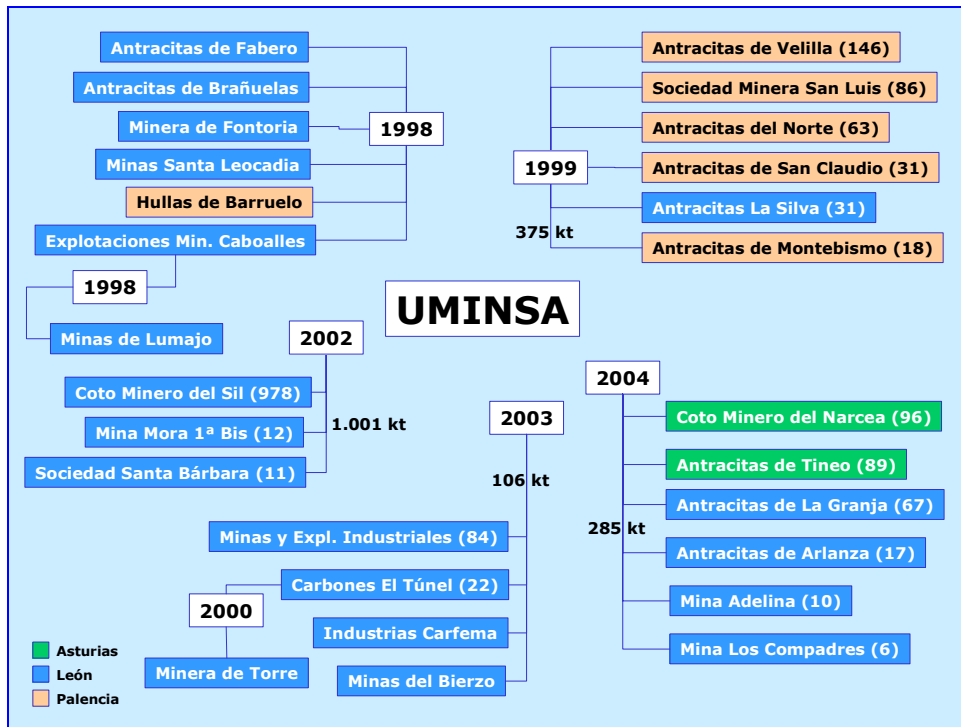 Antracitas de Fabero
Antracitas de Brañuelas
Minera de Fontoria
1998
Minas Santa Leocadia
Hullas de Barruelo
Explotaciones Min. Caboalles
1998
Minas de Lumajo
Antracitas de Velilla (146)
Sociedad Minera San Luis (86)
Antracitas del Norte (63)
1999
Antracitas de San Claudio (31)
Antracitas La Silva (31)
375 kt
Antracitas de Montebismo (18)
UMINSA
2002
Coto Minero del Sil (978)
Mina Mora 1ª Bis (12)
1.001 kt
Sociedad Santa Bárbara (11)
2003
106 kt
Minas y Expl. Industriales (84)
Carbones El Túnel (22)
2000
Industrias Carfema
Minera de Torre
Minas del Bierzo
2004
Coto Minero del Narcea (96)
Antracitas de Tineo (89)
Antracitas de La Granja (67)
285 kt
Antracitas de Arlanza (17)
Mina Adelina (10)
Mina Los Compadres (6)
Asturias
León
Palencia